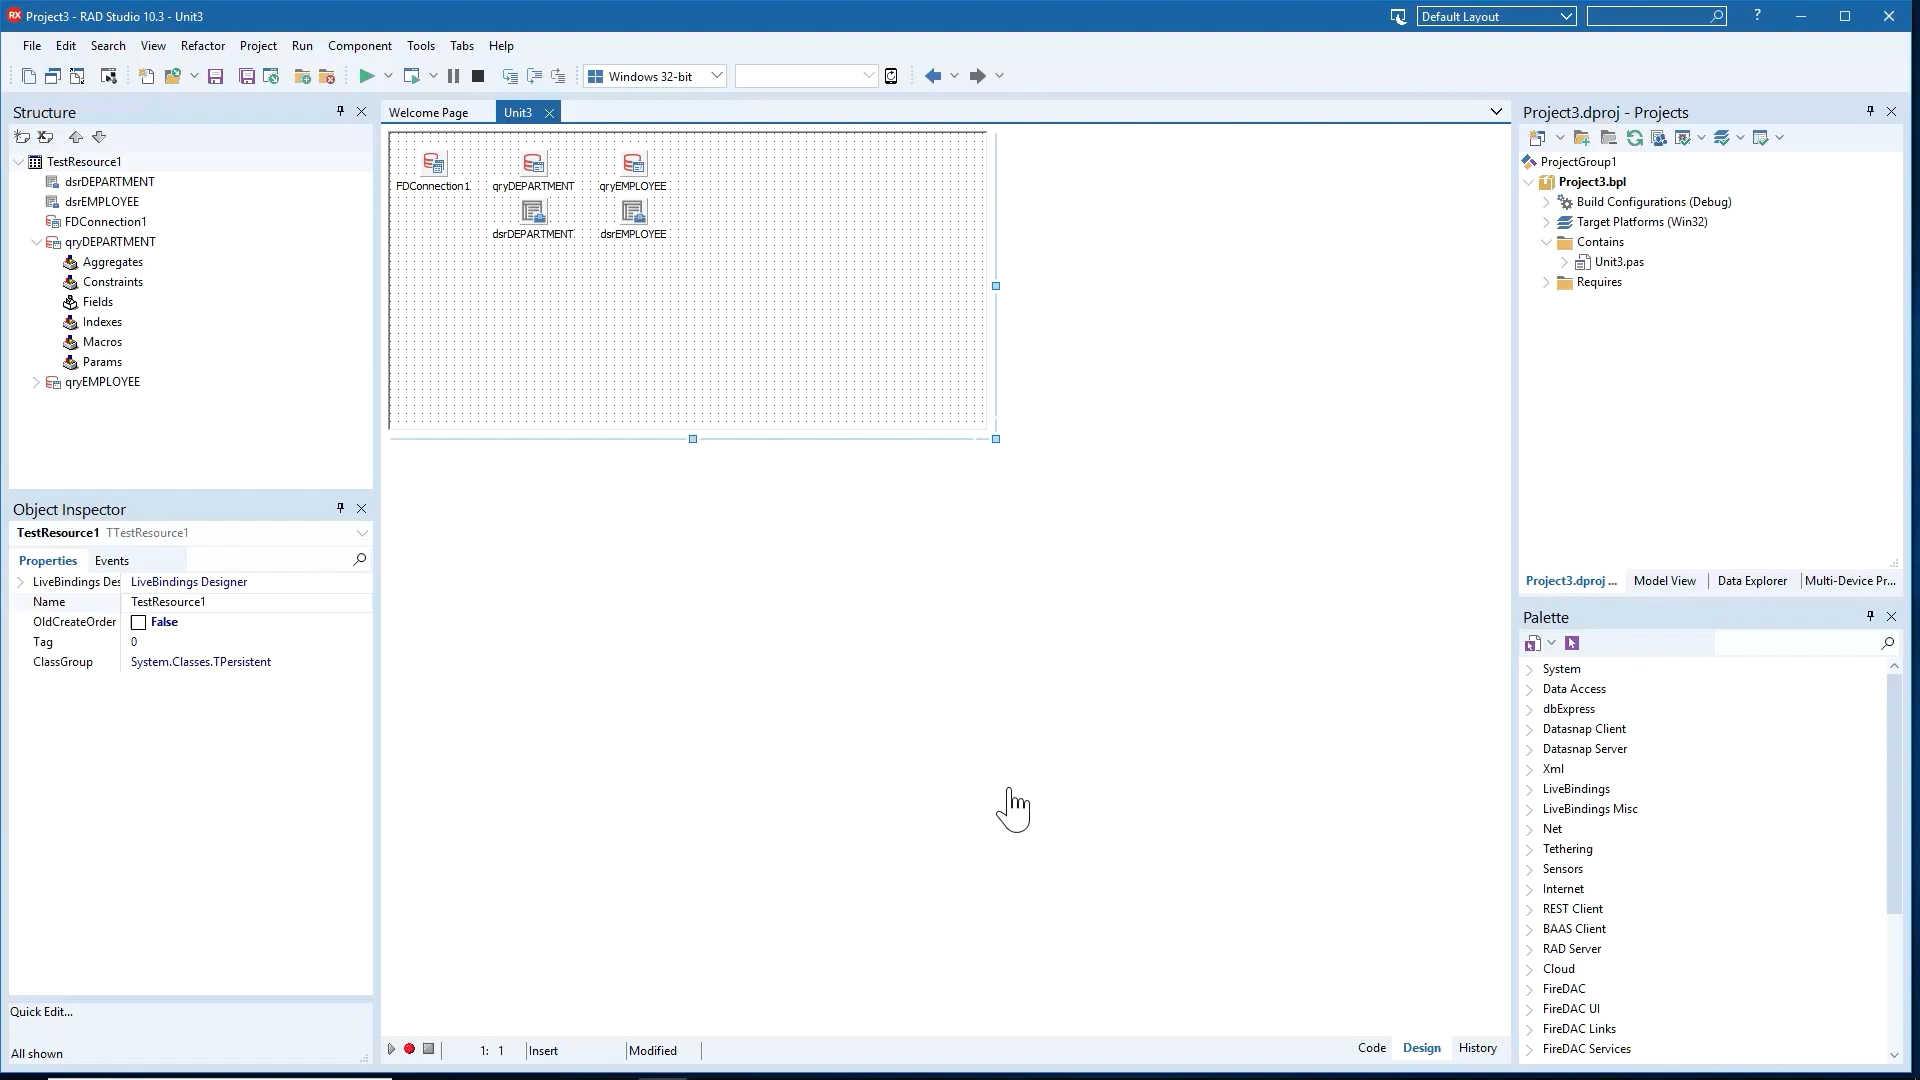 Project3 - RAD Studio 10.3 - Unit3
Default Layout
?
File Edit Search View Refactor Project Run Component Tools Tabs Help
Windows 32-bit
Structure
TestResource1
dsrDEPARTMENT
dsrEMPLOYEE
FDConnection1
qryDEPARTMENT
Aggregates
Constraints
Fields
Indexes
Macros
Params
qryEMPLOYEE
Object Inspector
TestResource1 TTestResource1
Properties Events
LiveBindings Des LiveBindings Designer
Name TestResource1
OldCreateOrder False
Tag 0
ClassGroup System.Classes.TPersistent
Quick Edit...
All shown
Welcome Page Unit3
FDConnection1 qryDEPARTMENT qryEMPLOYEE
dsrDEPARTMENT dsrEMPLOYEE
1: 1 Insert Modified
Code Design History
Project3.dproj - Projects
ProjectGroup1
Project3.bpl
Build Configurations (Debug)
Target Platforms (Win32)
Contains
Unit3.pas
Requires
Project3.dproj ... Model View Data Explorer Multi-Device Pr...
Palette
System
Data Access
dbExpress
Datasnap Client
Datasnap Server
Xml
LiveBindings
LiveBindings Misc
Net
Tethering
Sensors
Internet
REST Client
BAAS Client
RAD Server
Cloud
FireDAC
FireDAC UI
FireDAC Links
FireDAC Services